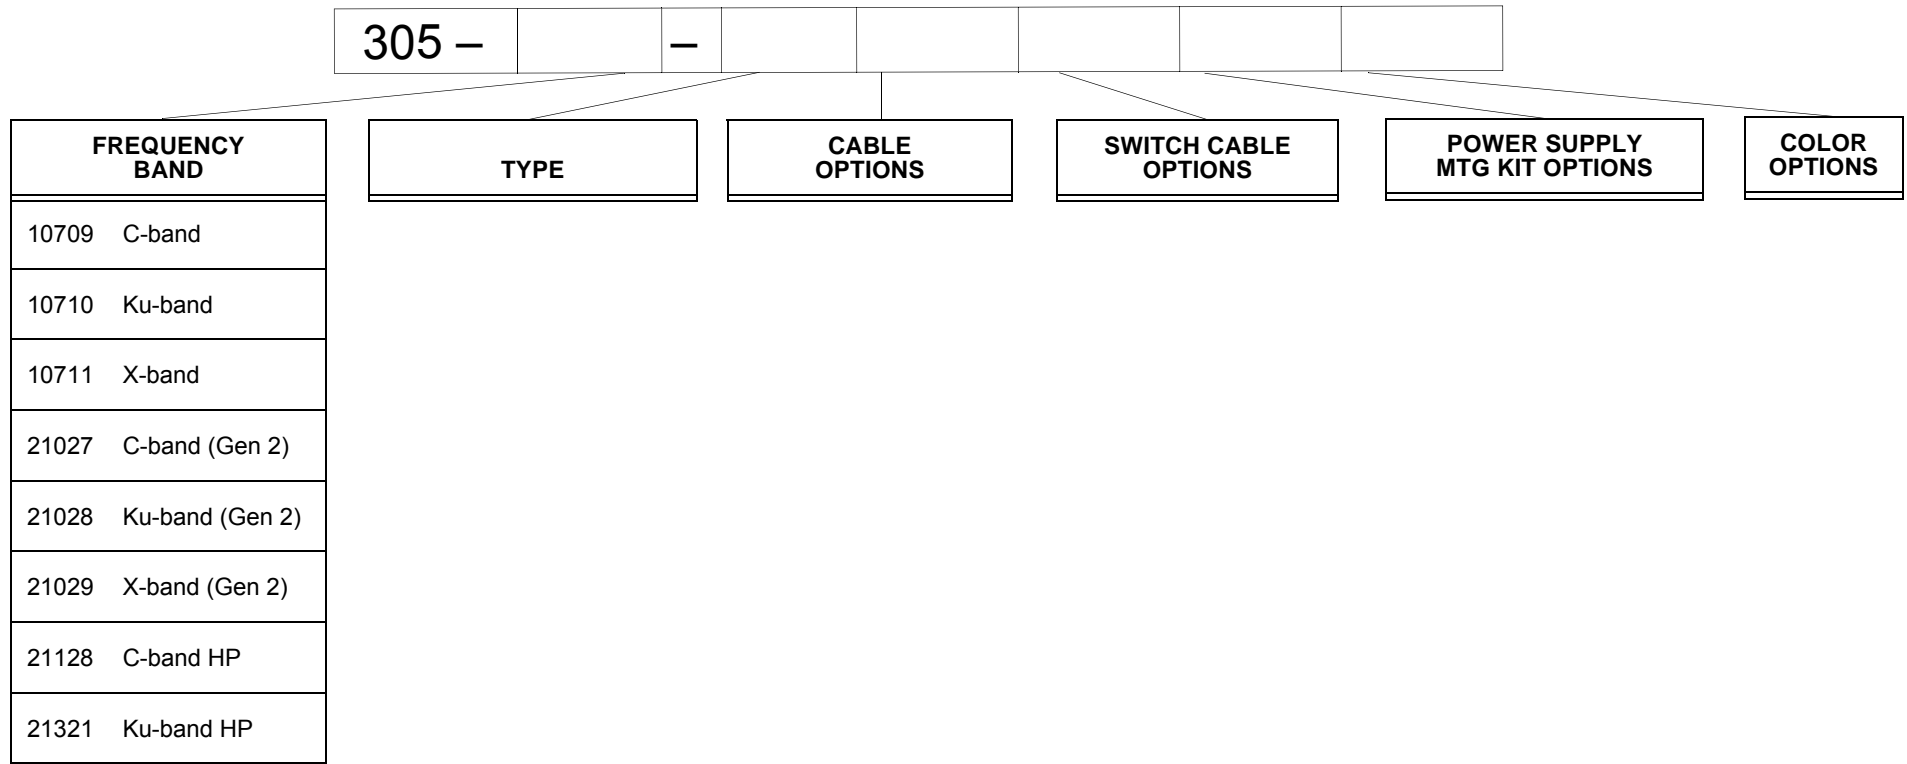 305 –
–
FREQUENCY
BAND
TYPE
CABLE
OPTIONS
SWITCH CABLE
OPTIONS
POWER SUPPLY
MTG KIT OPTIONS
COLOR
OPTIONS
10709 C-band
10710 Ku-band
10711 X-band
21027 C-band (Gen 2)
21028 Ku-band (Gen 2)
21029 X-band (Gen 2)
21128 C-band HP
21321 Ku-band HP